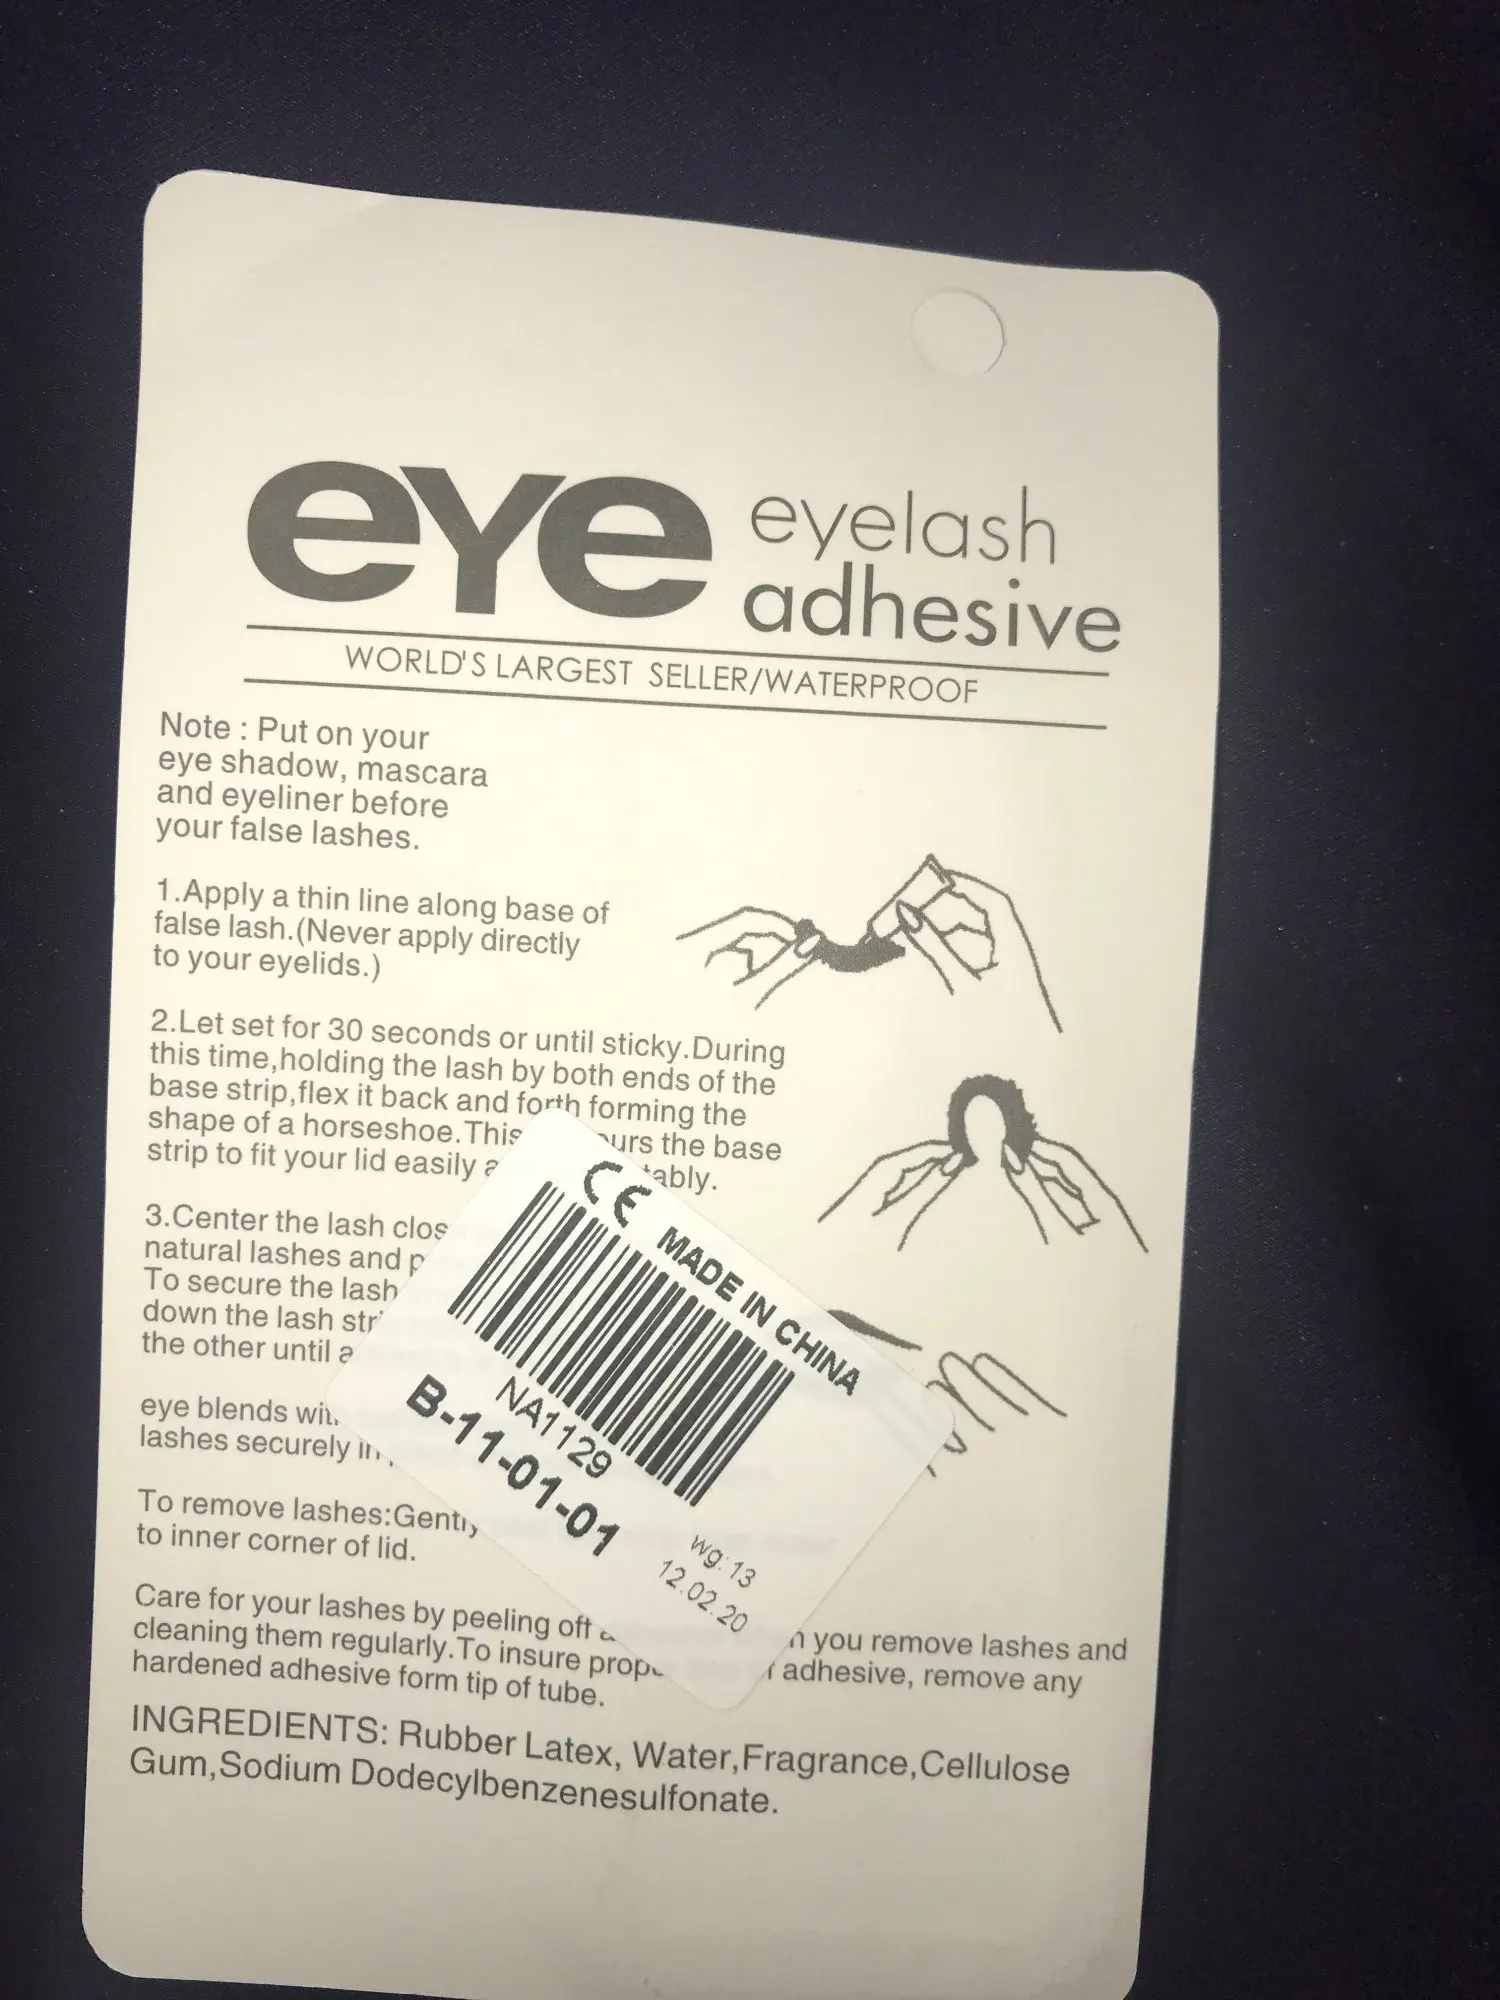 eye eyelash
adhesive
WORLD'S LARGEST SELLER/WATERPROOF
Note : Put on your
eye shadow, mascara
and eyeliner before
your false lashes.
1.Apply a thin line along base of
false lash.(Never apply directly
to your eyelids.)
2.Let set for 30 seconds or until sticky.During
this time,holding the lash by both ends of the
base strip,flex it back and forth forming the
shape of a horseshoe.This the base
strip to fit your lid easily
3.Center the lash
natural lashes and
To secure the lash
down the lash
the other until
eye blends
lashes securely
To remove lashes:
to inner corner of lid.
Care for your lashes by peeling off you remove lashes and
cleaning them regularly.To insure adhesive, remove any
hardened adhesive form tip of tube.
INGREDIENTS: Rubber Latex, Water,Fragrance,Cellulose
Gum,Sodium Dodecylbenzenesulfonate.
CE MADE IN CHINA
NA1129
B-11-01-01
wg: 13
12.02.20